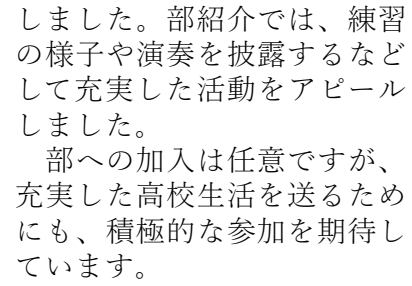 しました。部紹介では、練習
の様子や演奏を披露するなど
して充実した活動をアピール
しました。
　部への加入は任意ですが、
充実した高校生活を送るため
にも、積極的な参加を期待し
ています。